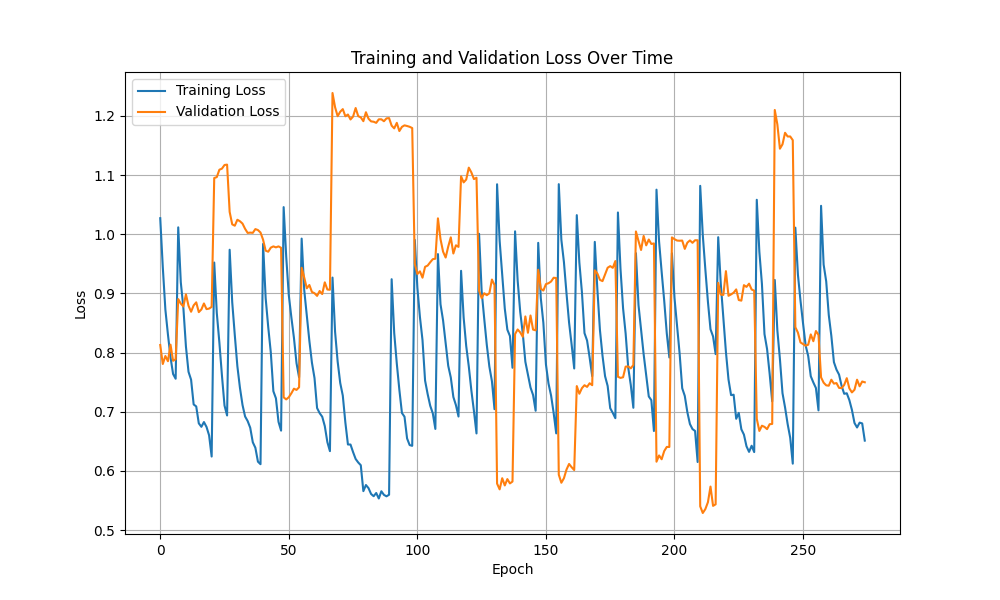 Training and Validation Loss Over Time
Training Loss
Validation Loss
Loss
1.2
1.1
1.0
0.9
0.8
0.7
0.6
0.5
0 50 100 150 200 250
Epoch